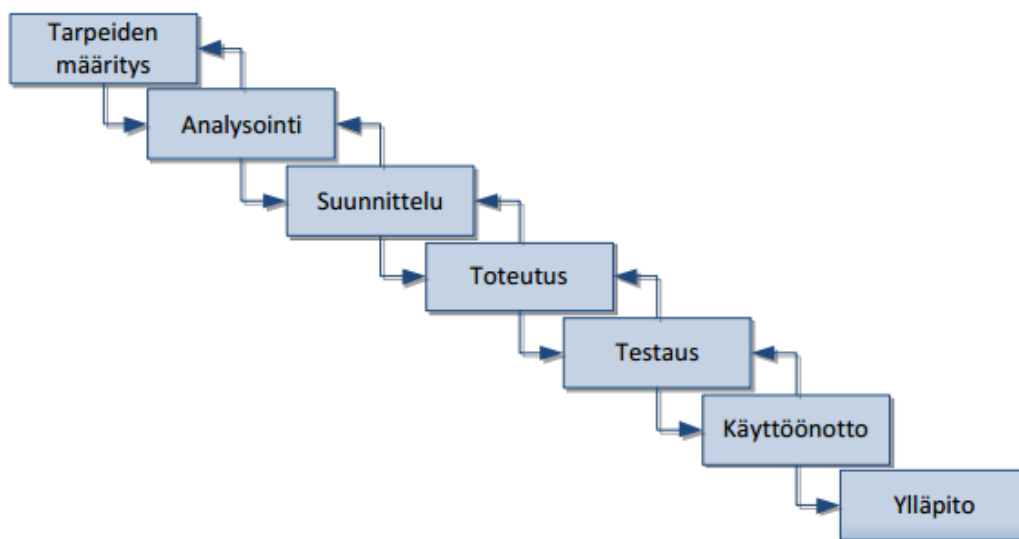 Tarpeiden
määritys
Analysointi
Suunnittelu
Toteutus
Testaus
Käyttöönotto
Ylläpito